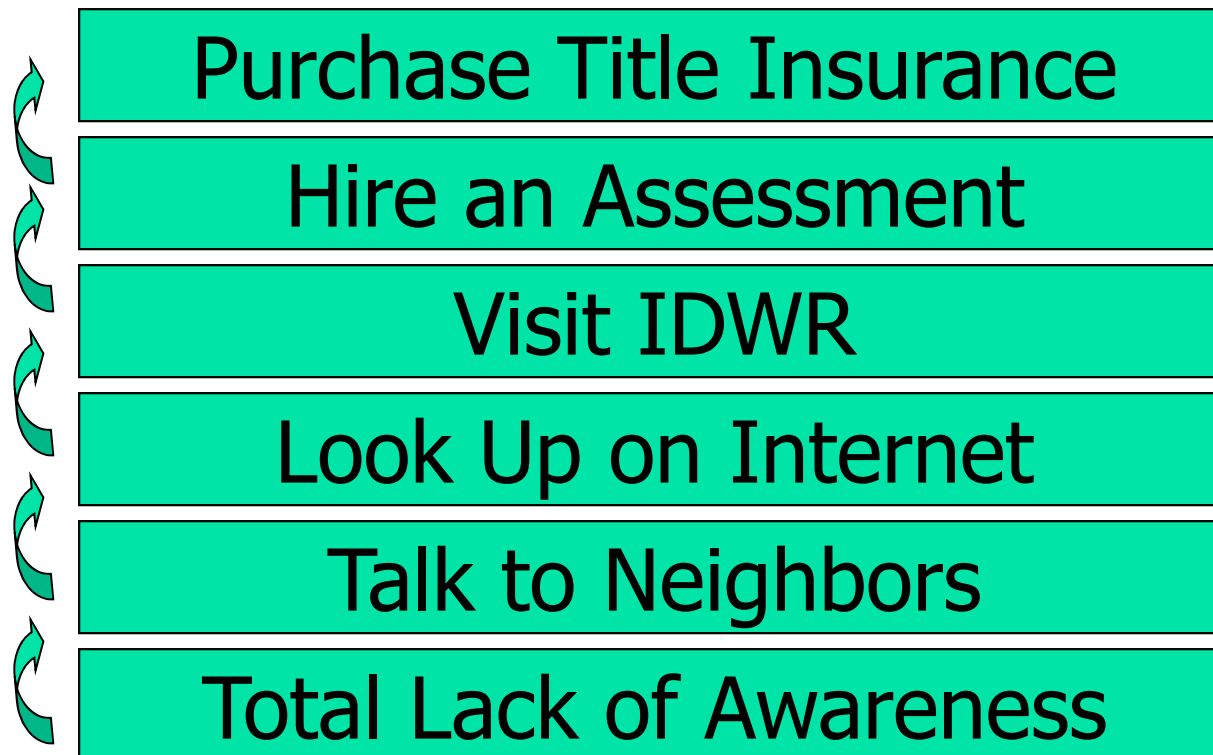 Purchase Title Insurance
Hire an Assessment
Visit IDWR
Look Up on Internet
Talk to Neighbors
Total Lack of Awareness